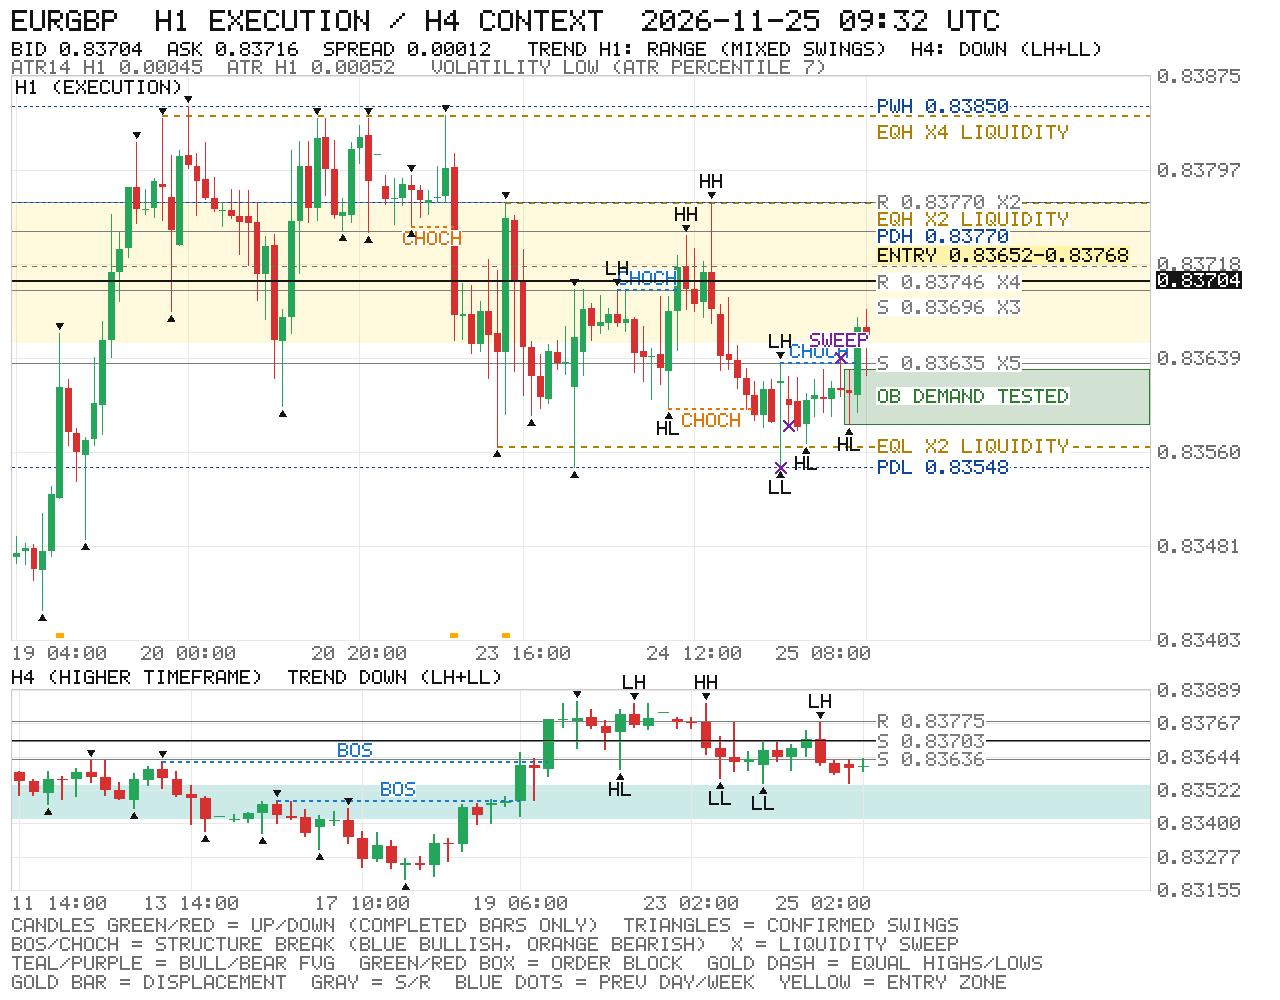 EURGBP  H1 EXECUTION / H4 CONTEXT  2026-11-25 09:32 UTC
BID 0.83704  ASK 0.83716  SPREAD 0.00012   TREND H1: RANGE (MIXED SWINGS)  H4: DOWN (LH+LL)
ATR14 H1 0.00045  ATR H1 0.00052   VOLATILITY LOW (ATR PERCENTILE 7)
H1 (EXECUTION)
0.83875
PWH 0.83850
EQH X4 LIQUIDITY
0.83797
HH
R 0.83770 X2
HH
EQH X2 LIQUIDITY
CHOCH
PDH 0.83770
ENTRY 0.83652-0.83768
0.83718
LH
CHOCH
R 0.83746 X4
0.83704
S 0.83696 X3
LH
SWEEP
CHOCH
0.83639
S 0.83635 X5
OB DEMAND TESTED
CHOCH
HL
HL
EQL X2 LIQUIDITY
0.83560
HL
PDL 0.83548
LL
0.83481
0.83403
19 04:00  20 00:00  20 20:00  23 16:00  24 12:00  25 08:00
H4 (HIGHER TIMEFRAME)  TREND DOWN (LH+LL)
LH
HH
0.83889
LH
R 0.83775
0.83767
BOS
S 0.83703
S 0.83636
0.83644
BOS
HL
LL
LL
0.83522
0.83400
0.83277
0.83155
11 14:00  13 14:00  17 10:00  19 06:00  23 02:00  25 02:00
CANDLES GREEN/RED = UP/DOWN (COMPLETED BARS ONLY)  TRIANGLES = CONFIRMED SWINGS
BOS/CHOCH = STRUCTURE BREAK (BLUE BULLISH, ORANGE BEARISH)  X = LIQUIDITY SWEEP
TEAL/PURPLE = BULL/BEAR FVG  GREEN/RED BOX = ORDER BLOCK  GOLD DASH = EQUAL HIGHS/LOWS
GOLD BAR = DISPLACEMENT  GRAY = S/R  BLUE DOTS = PREV DAY/WEEK  YELLOW = ENTRY ZONE